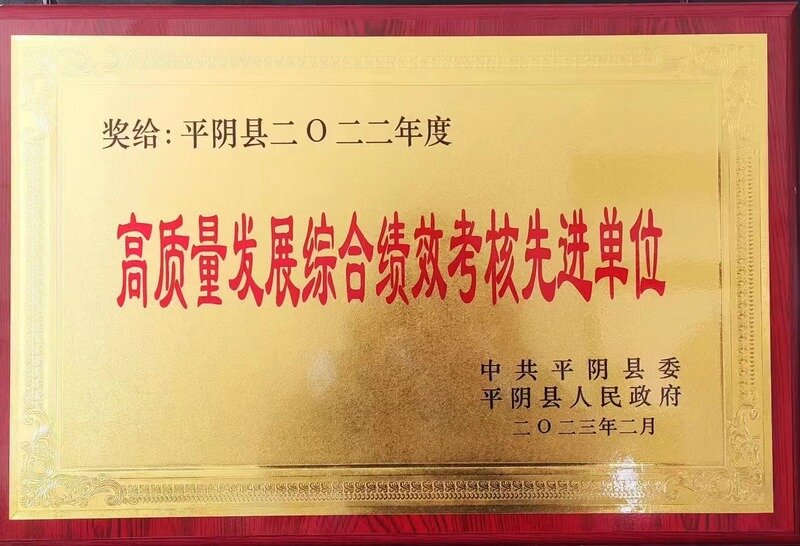 奖给:平阴县二〇二二年度
高质量发展综合绩效考核先进单位
中共平阴县委
平阴县人民政府
二〇二三年二月